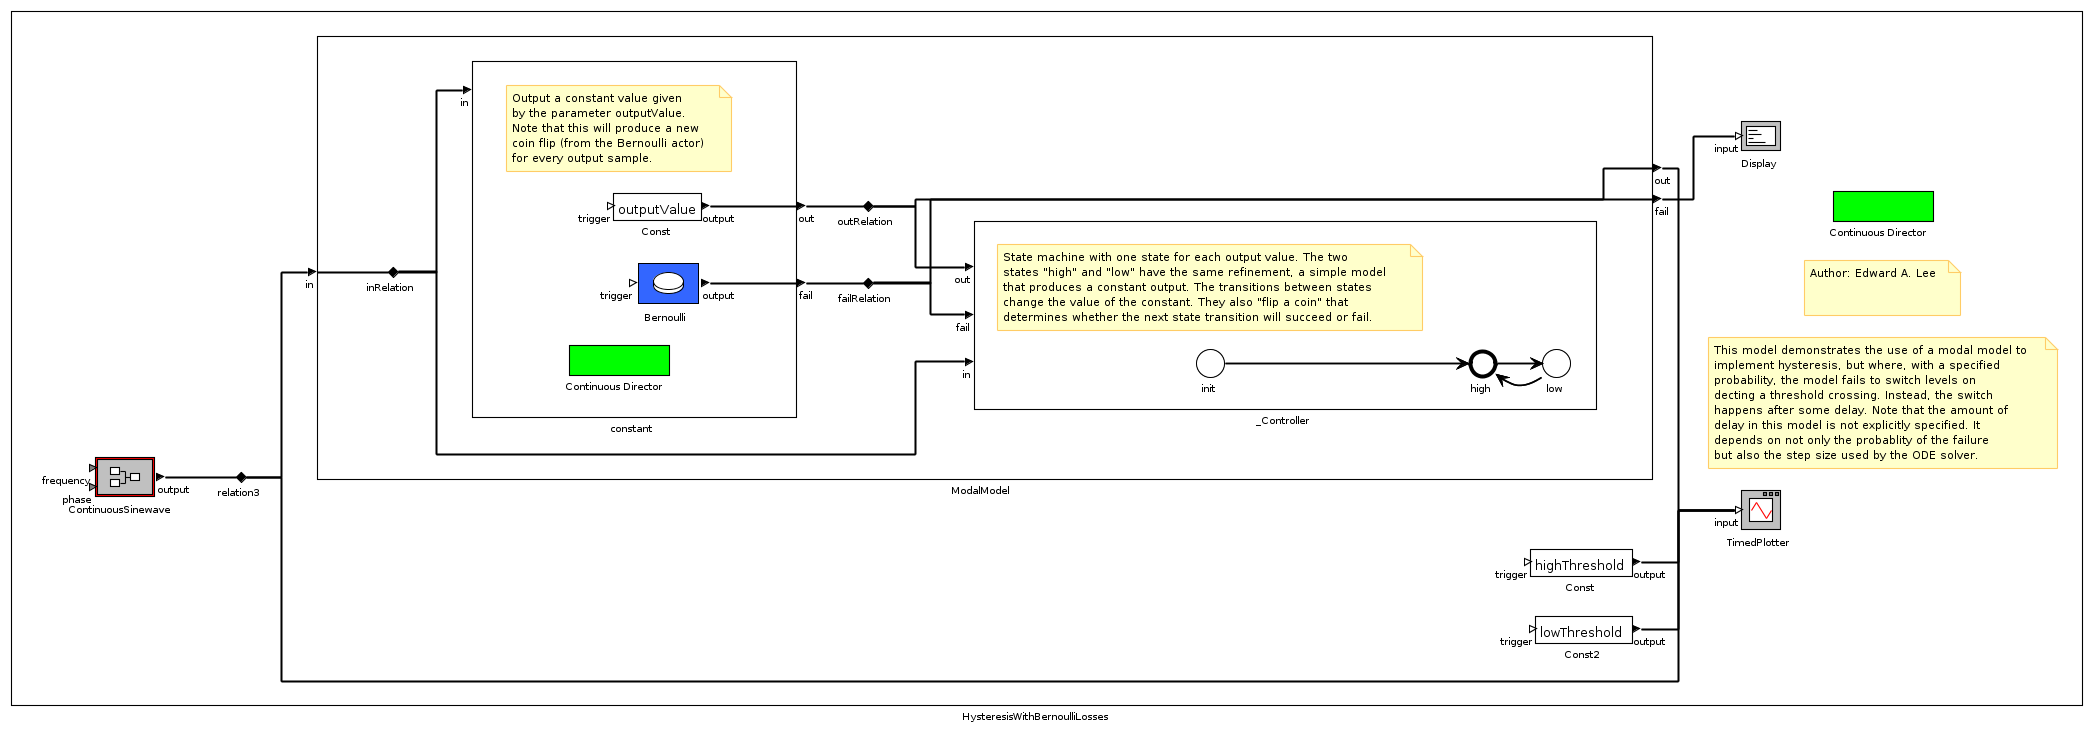 Output a constant value given
by the parameter outputValue.
Note that this will produce a new
coin flip (from the Bernoulli actor)
for every output sample.
in
trigger
outputValue
output
Const
out
outRelation
trigger
output
Bernoulli
fail
failRelation
Continuous Director
constant
in
inRelation
out
fail
in
State machine with one state for each output value. The two
states "high" and "low" have the same refinement, a simple model
that produces a constant output. The transitions between states
change the value of the constant. They also "flip a coin" that
determines whether the next state transition will succeed or fail.
init
high
low
_Controller
ModalModel
out
fail
input
Display
Continuous Director
Author: Edward A. Lee
This model demonstrates the use of a modal model to
implement hysteresis, but where, with a specified
probability, the model fails to switch levels on
decting a threshold crossing. Instead, the switch
happens after some delay. Note that the amount of
delay in this model is not explicitly specified. It
depends on not only the probablity of the failure
but also the step size used by the ODE solver.
frequency
phase
output
ContinuousSinewave
relation3
input
TimedPlotter
trigger
highThreshold
output
Const
trigger
lowThreshold
output
Const2
HysteresisWithBernoulliLosses